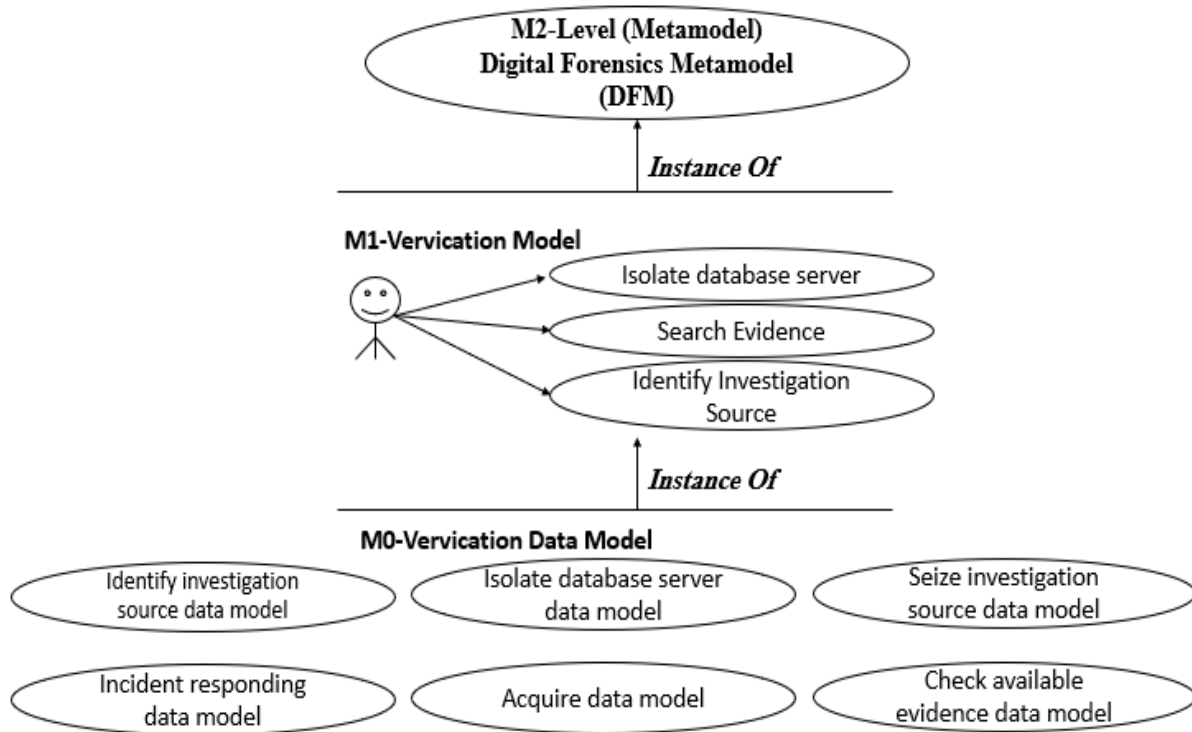 M2-Level (Metamodel)
Digital Forensics Metamodel
(DFM)
Instance Of
M1-Vervication Model
Isolate database server
Search Evidence
Identify Investigation
Source
Instance Of
M0-Vervication Data Model
Identify investigation
source data model
Isolate database server
data model
Seize investigation
source data model
Incident responding
data model
Acquire data model
Check available
evidence data model